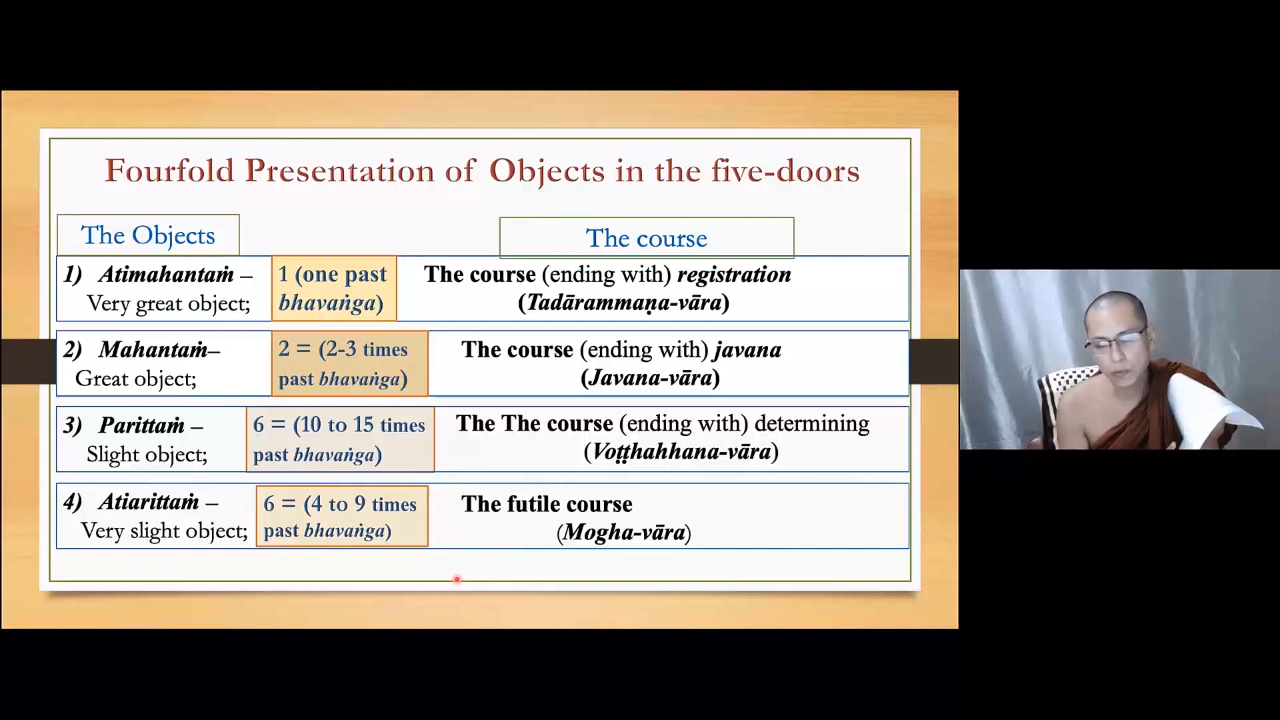 Fourfold Presentation of Objects in the five-doors
The Objects
The course
1) Atimahantaṁ –
Very great object;
1 (one past
bhavaṅga)
The course (ending with) registration
(Tadārammaṇa-vāra)
2) Mahantaṁ–
Great object;
2 = (2-3 times
past bhavaṅga)
The course (ending with) javana
(Javana-vāra)
3) Parittaṁ –
Slight object;
6 = (10 to 15 times
past bhavaṅga)
The The course (ending with) determining
(Voṭṭhahhana-vāra)
4) Atiarittaṁ –
Very slight object;
6 = (4 to 9 times
past bhavaṅga)
The futile course
(Mogha-vāra)